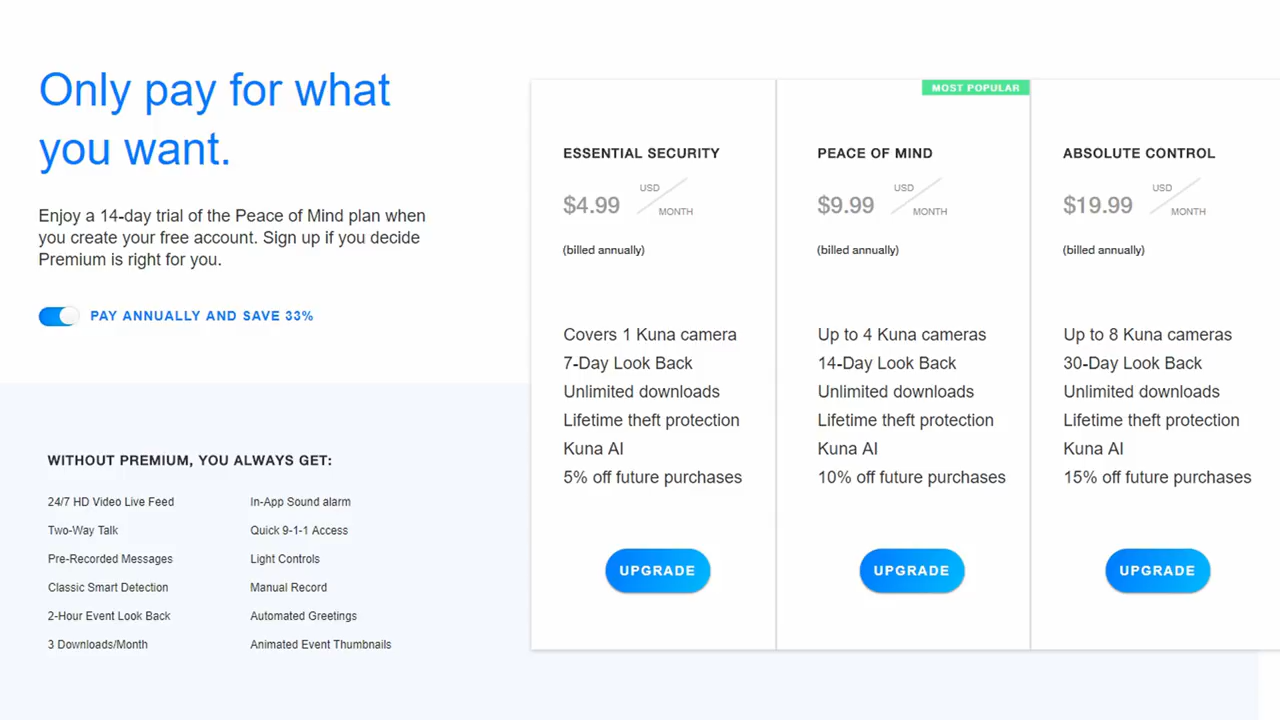 Only pay for what
you want.
Enjoy a 14-day trial of the Peace of Mind plan when
you create your free account. Sign up if you decide
Premium is right for you.
PAY ANNUALLY AND SAVE 33%
WITHOUT PREMIUM, YOU ALWAYS GET:
24/7 HD Video Live Feed
Two-Way Talk
Pre-Recorded Messages
Classic Smart Detection
2-Hour Event Look Back
3 Downloads/Month
In-App Sound alarm
Quick 9-1-1 Access
Light Controls
Manual Record
Automated Greetings
Animated Event Thumbnails
ESSENTIAL SECURITY
$4.99 USD / MONTH
(billed annually)
Covers 1 Kuna camera
7-Day Look Back
Unlimited downloads
Lifetime theft protection
Kuna AI
5% off future purchases
UPGRADE
MOST POPULAR
PEACE OF MIND
$9.99 USD / MONTH
(billed annually)
Up to 4 Kuna cameras
14-Day Look Back
Unlimited downloads
Lifetime theft protection
Kuna AI
10% off future purchases
UPGRADE
ABSOLUTE CONTROL
$19.99 USD / MONTH
(billed annually)
Up to 8 Kuna cameras
30-Day Look Back
Unlimited downloads
Lifetime theft protection
Kuna AI
15% off future purchases
UPGRADE